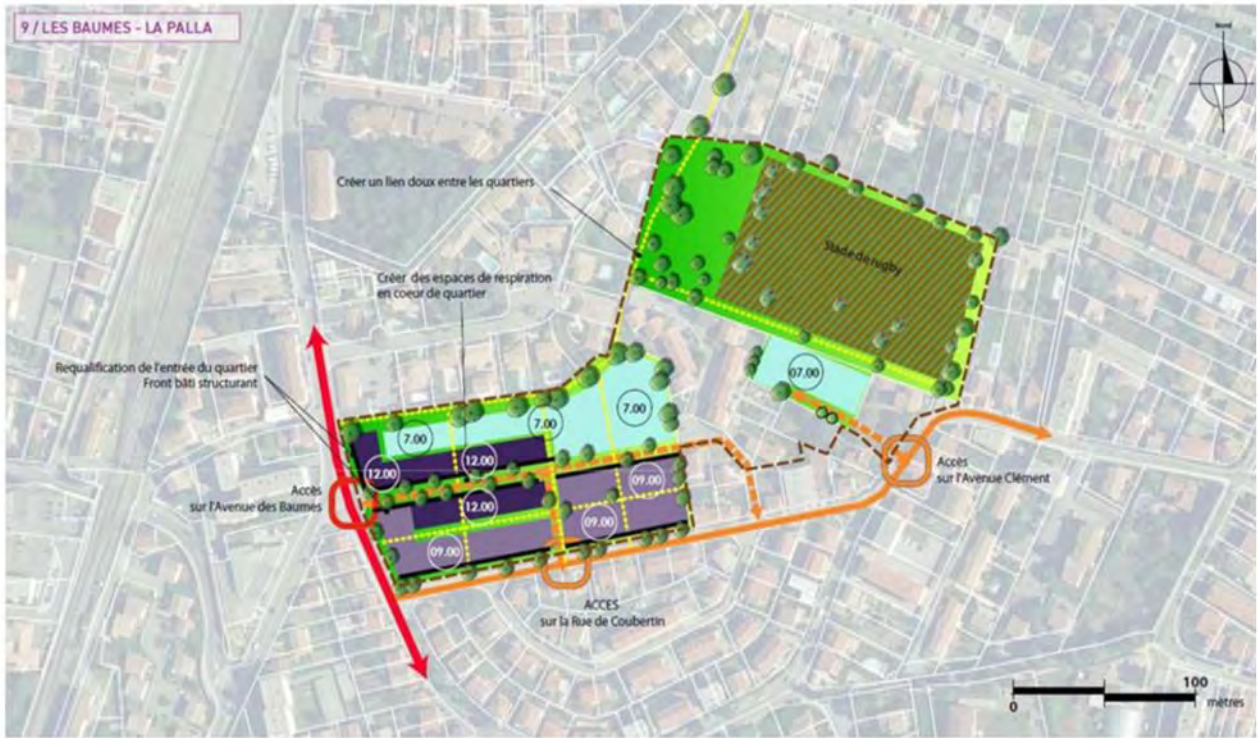 9 / LES BAUMES - LA PALLA
Nord
Créer un lien doux entre les quartiers
Stade de rugby
Créer des espaces de respiration
en coeur de quartier
Requalification de l'entrée du quartier
Front bâti structurant
07.00
7.00
7.00
7.00
12.00
12.00
09.00
Accès
sur l'Avenue Clément
Accès
sur l'Avenue des Baumes
12.00
09.00
09.00
ACCES
sur la Rue de Coubertin
100
0
mètres